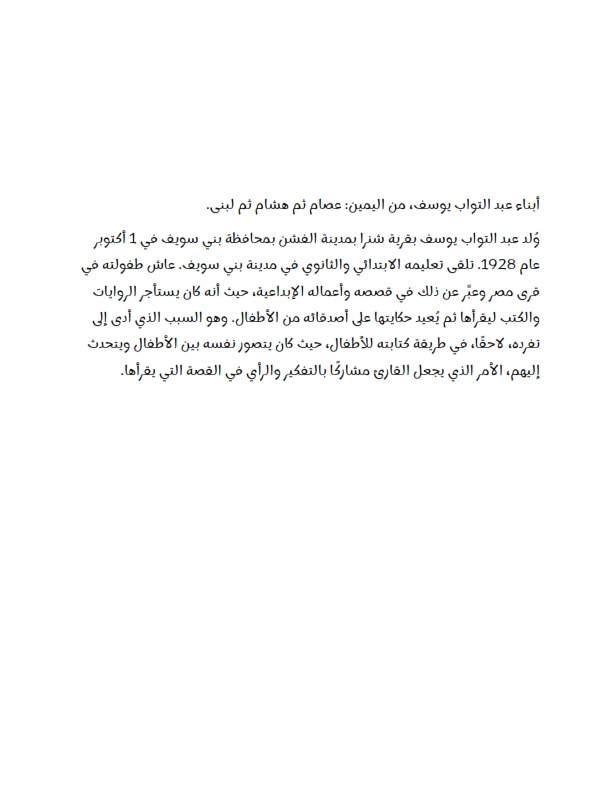 أبناء عبد التواب يوسف، من اليمين: عصام ثم هشام ثم لبنى.
وُلد عبد التواب يوسف بقرية شنرا بمدينة الفشن بمحافظة بني سويف في 1 أكتوبر
عام 1928. تلقى تعليمه الابتدائي والثانوي في مدينة بني سويف. عاش طفولته في
قرى مصر وعبَّر عن ذلك في قصصه وأعماله الإبداعية، حيث أنه كان يستأجر الروايات
والكتب ليقرأها ثم يُعيد حكايتها على أصدقائه من الأطفال. وهو السبب الذي أدى إلى
تفرده، لاحقًا، في طريقة كتابته للأطفال، حيث كان يتصور نفسه بين الأطفال ويتحدث
إليهم، الأمر الذي يجعل القارئ مشاركًا بالتفكير والرأي في القصة التي يقرأها.